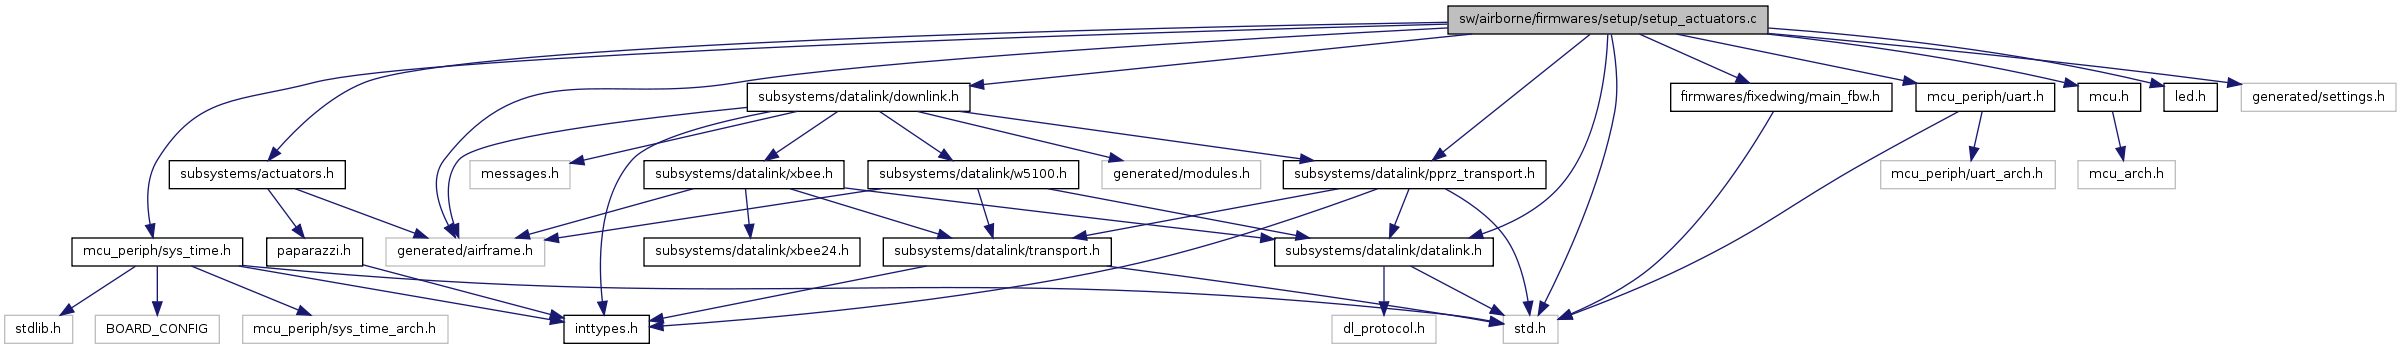 sw/airborne/firmwares/setup/setup_actuators.c
subsystems/datalink/downlink.h
firmwares/fixedwing/main_fbw.h
mcu_periph/uart.h
mcu.h
led.h
generated/settings.h
subsystems/actuators.h
messages.h
subsystems/datalink/xbee.h
subsystems/datalink/w5100.h
generated/modules.h
subsystems/datalink/pprz_transport.h
mcu_periph/uart_arch.h
mcu_arch.h
mcu_periph/sys_time.h
paparazzi.h
generated/airframe.h
subsystems/datalink/xbee24.h
subsystems/datalink/transport.h
subsystems/datalink/datalink.h
stdlib.h
BOARD_CONFIG
mcu_periph/sys_time_arch.h
inttypes.h
dl_protocol.h
std.h